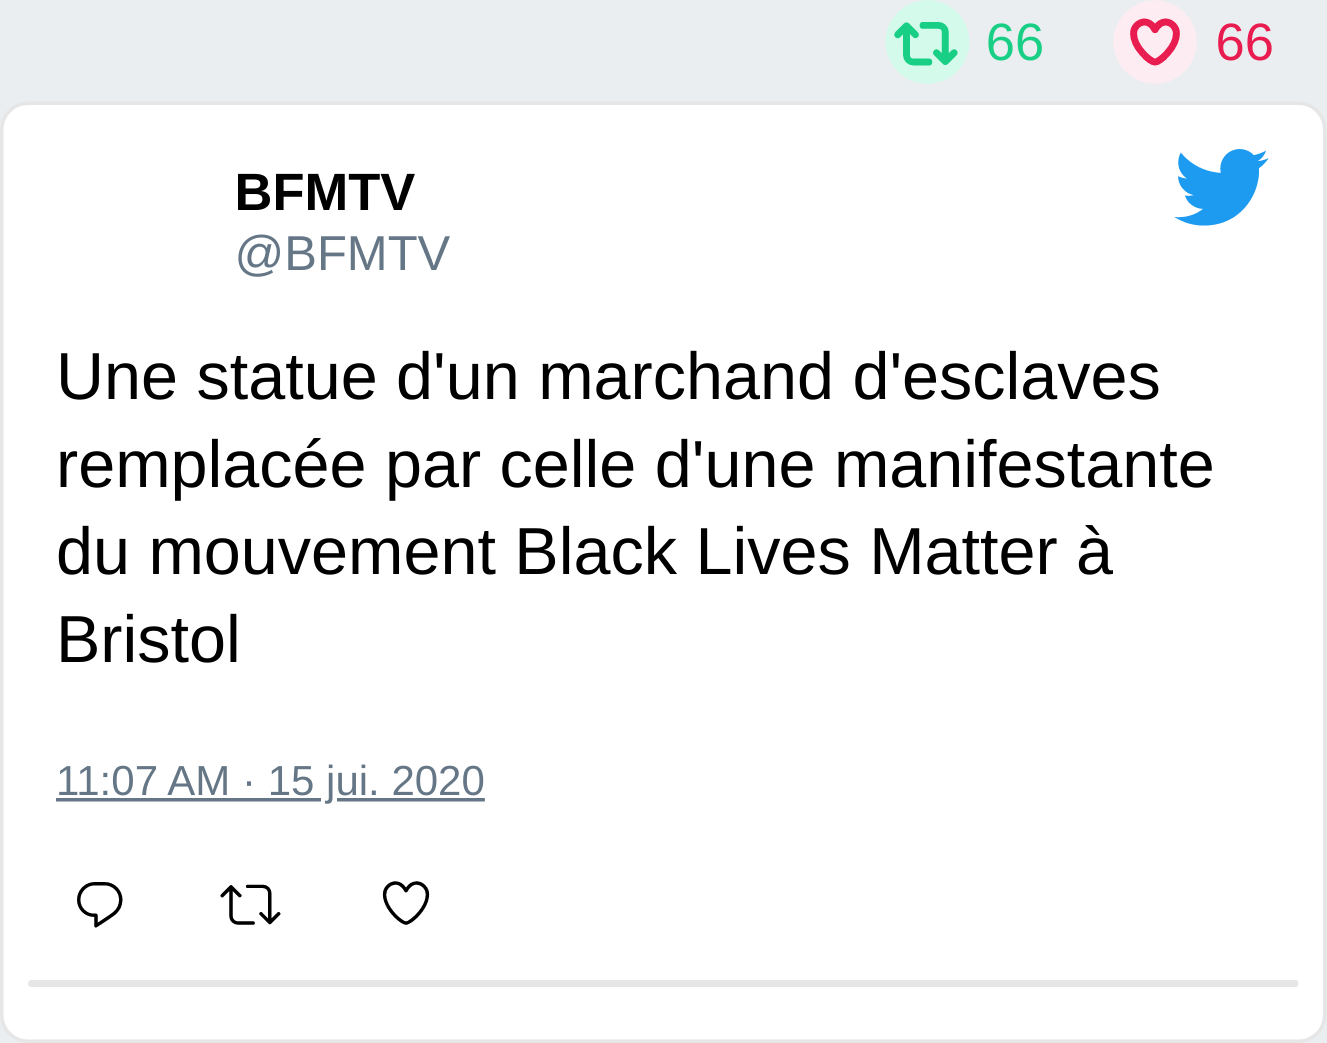 66 66
BFMTV
@BFMTV
Une statue d'un marchand d'esclaves
remplacée par celle d'une manifestante
du mouvement Black Lives Matter à
Bristol
11:07 AM · 15 jui. 2020